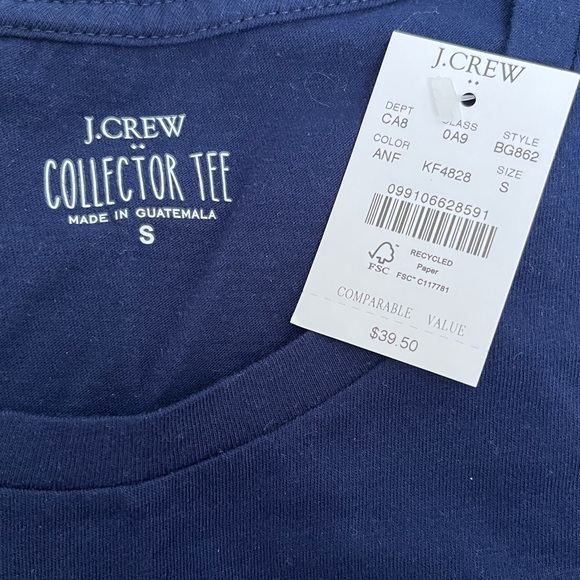 J.CREW
COLLECTOR TEE
MADE IN GUATEMALA
S
J.CREW
DEPT CLASS STYLE
CA8 0A9 BG862
COLOR SIZE
ANF KF4828 S
099106628591
FSC
RECYCLED
Paper
FSC™ C117781
COMPARABLE VALUE
$39.50